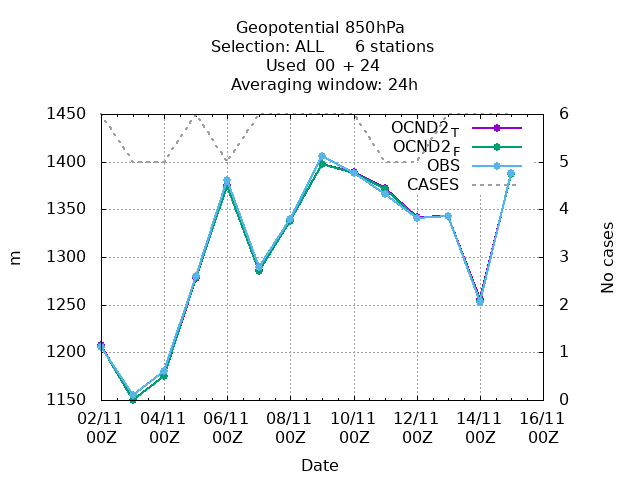 Geopotential 850hPa
Selection: ALL 6 stations
Used 00 + 24
Averaging window: 24h
1450 6
OCND2 T
OCND2 F
1400 OBS 5
CASES
1350 4
1300 3
m No cases
1250 2
1200 1
1150 0
02/11 04/11 06/11 08/11 10/11 12/11 14/11 16/11
00Z 00Z 00Z 00Z 00Z 00Z 00Z 00Z
Date